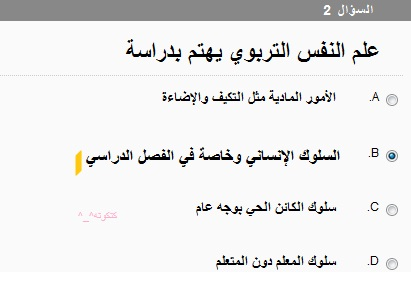 السؤال 2
علم النفس التربوي يهتم بدراسة
A. الأمور المادية مثل التكيف والإضاءة
B. السلوك الإنساني وخاصة في الفصل الدراسي
C. سلوك الكائن الحي بوجه عام
كتكوته^_^
D. سلوك المعلم دون المتعلم